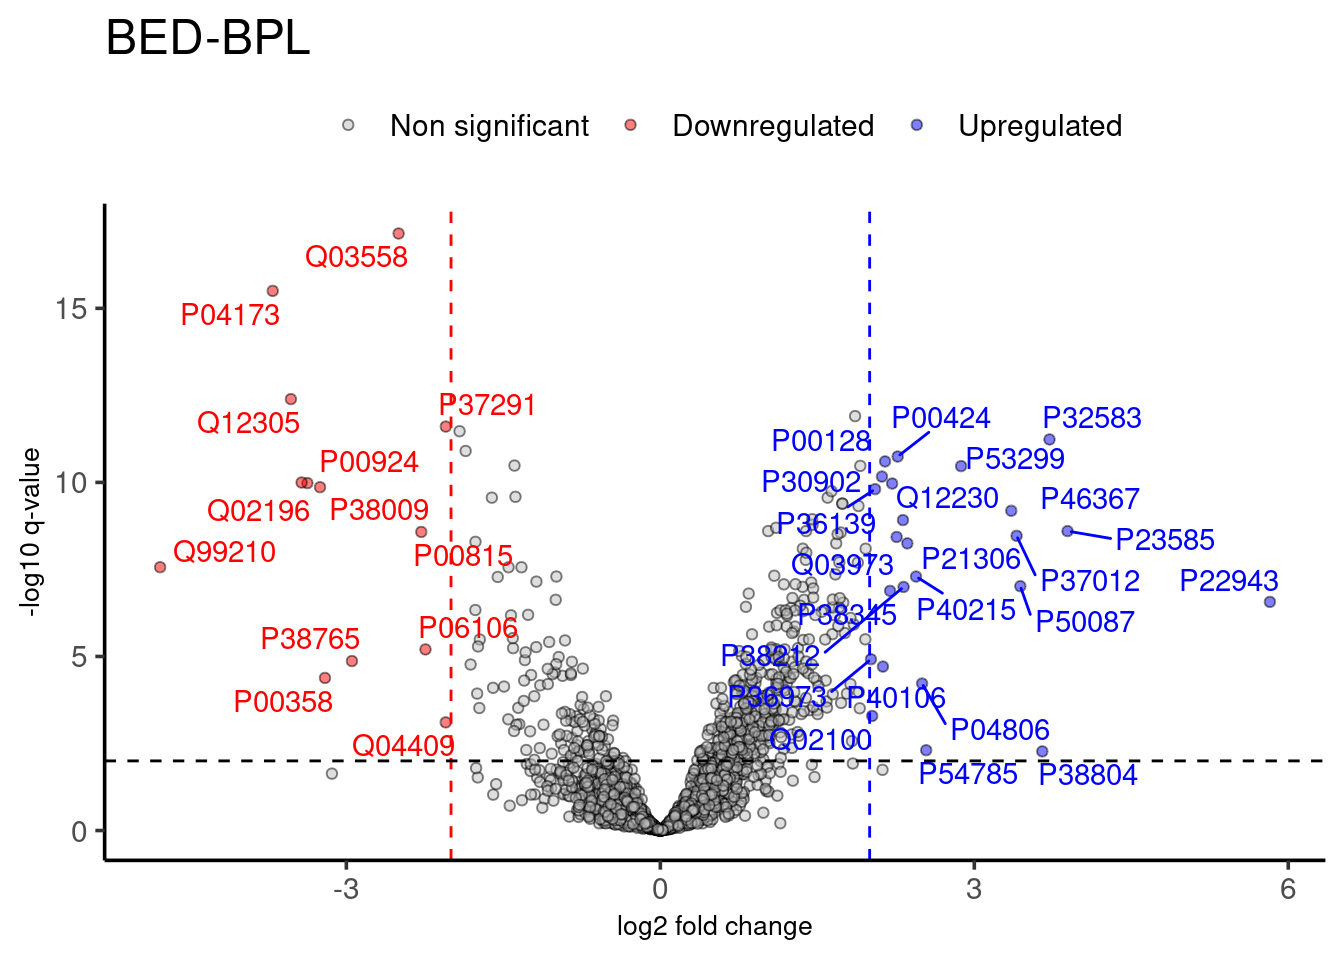 BED-BPL
Non significant Downregulated Upregulated
Q03558
P04173
15
Q12305
P37291
P00424
P32583
P00128
P53299
P00924
P30902
10
Q12230
P46367
Q02196
P38009
P36139
P23585
Q99210
P00815
Q03973
P21306
P37012
P22943
P40215
P38345
P50087
P06106
P38765
P38212
5
P00358
P36973
P40106
P04806
Q04409
Q02100
P54785
P38804
0
-log10 q-value
-3 0 3 6
log2 fold change